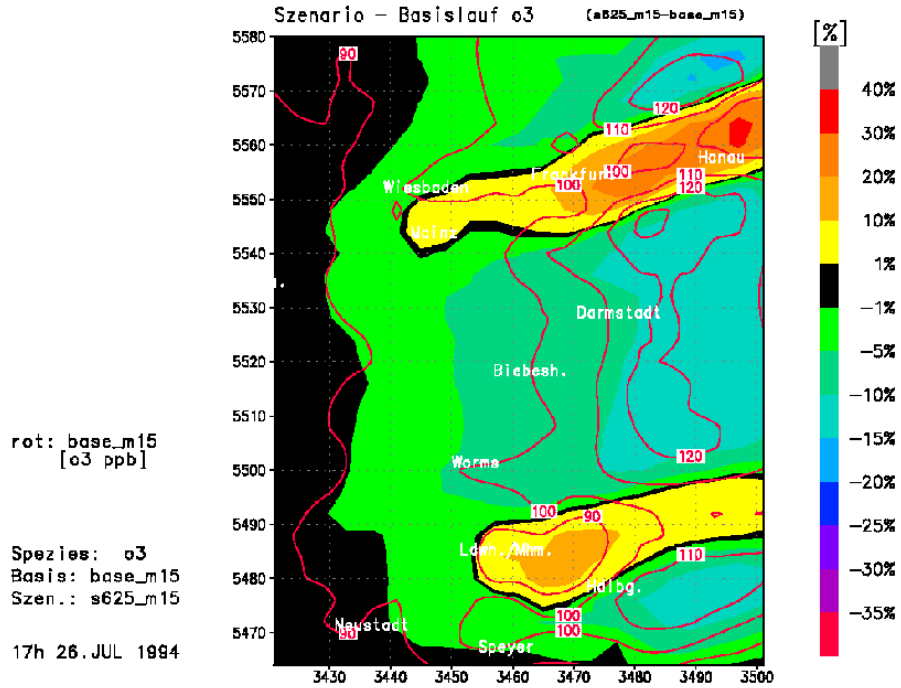 Szenario - Basislauf o3 (s625_m15-base_m15)
[%]
5580
5570
5560
5550
5540
5530
5520
5510
5500
5490
5480
5470
3430
3440
3450
3460
3470
3480
3490
3500
40%
30%
20%
10%
1%
-1%
-5%
-10%
-15%
-20%
-25%
-30%
-35%
90
120
110
100
Hanau
110
120
Frankfurt
100
Wiesbaden
Mainz
Darmstadt
Biebesh.
Worms
120
100
90
Ldwh./Mnm.
110
Hdlbg.
100
100
90
Neustadt
Speyer
rot: base_m15
[o3 ppb]
Spezies: o3
Basis: base_m15
Szen.: s625_m15
17h 26.JUL 1994